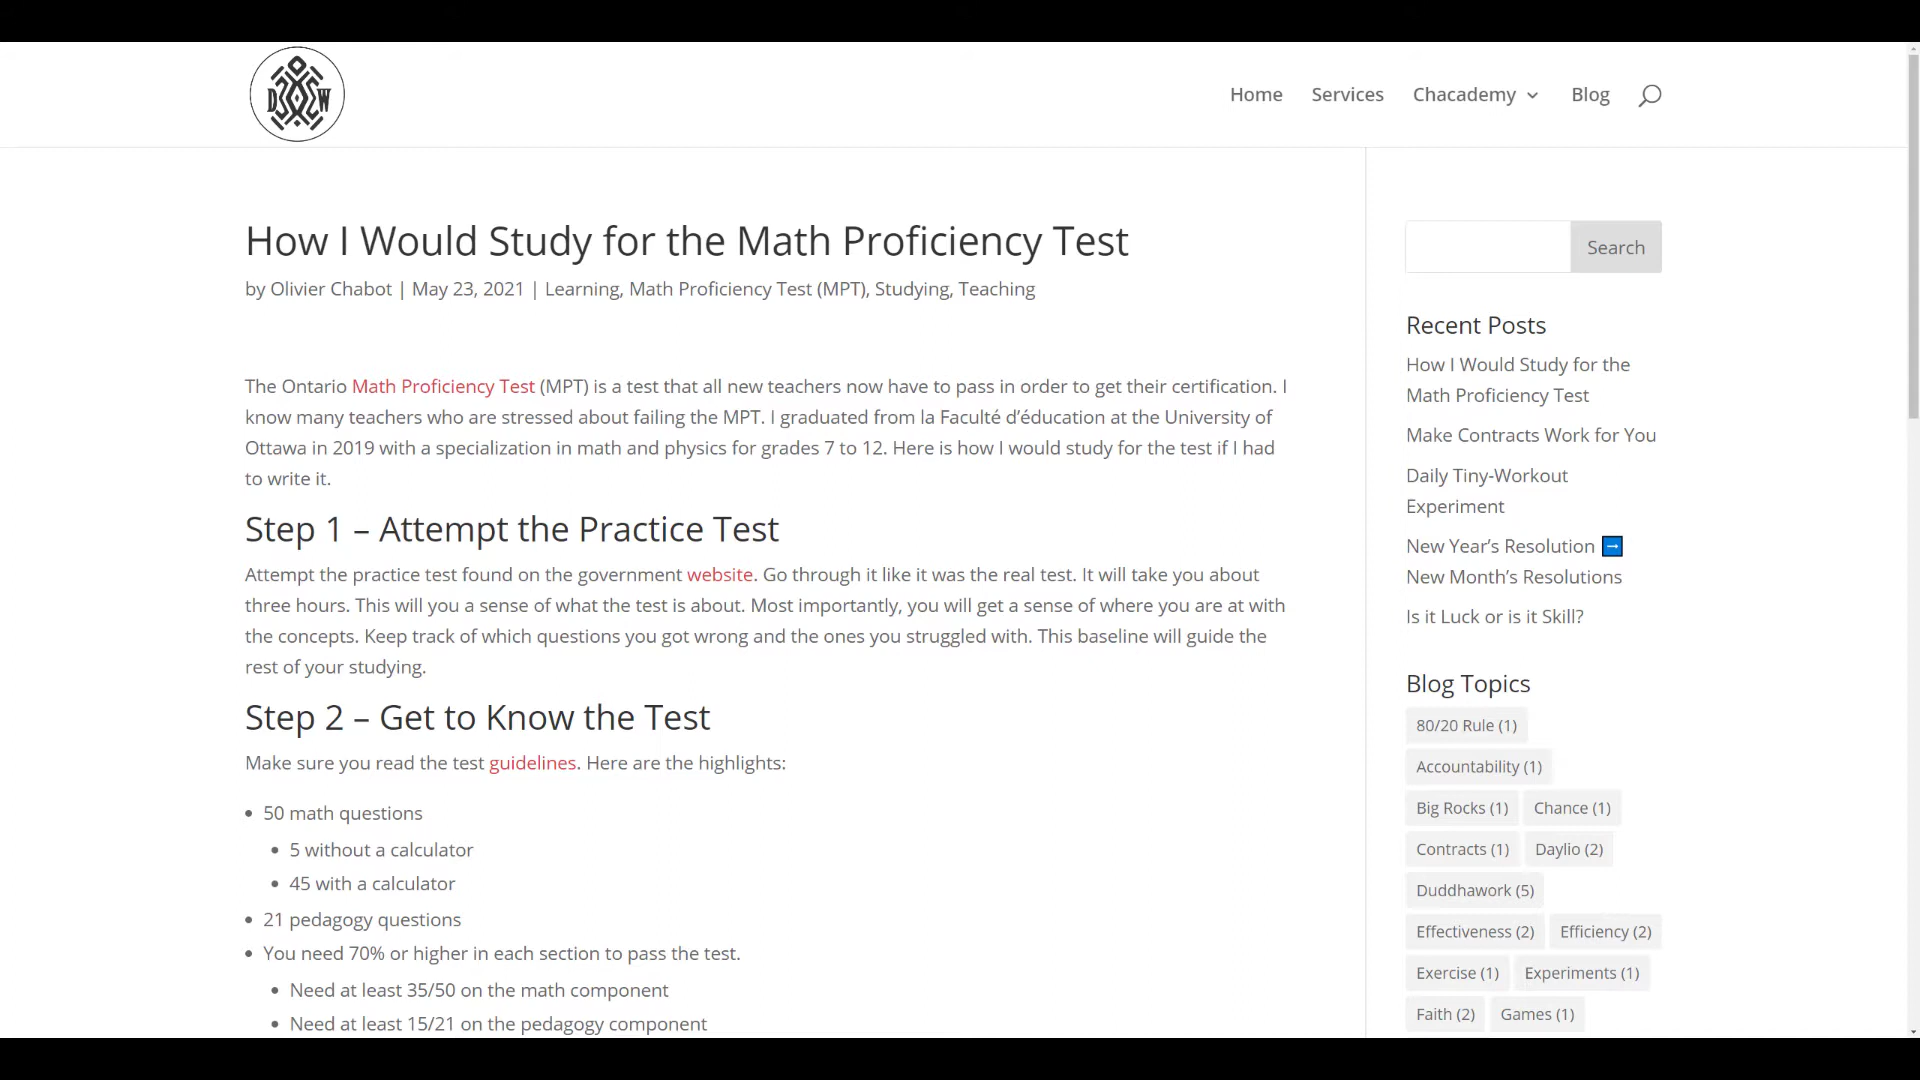 D W
Home Services Chacademy Blog
How I Would Study for the Math Proficiency Test
by Olivier Chabot | May 23, 2021 | Learning, Math Proficiency Test (MPT), Studying, Teaching
The Ontario Math Proficiency Test (MPT) is a test that all new teachers now have to pass in order to get their certification. I
know many teachers who are stressed about failing the MPT. I graduated from la Faculté d’éducation at the University of
Ottawa in 2019 with a specialization in math and physics for grades 7 to 12. Here is how I would study for the test if I had
to write it.
Step 1 – Attempt the Practice Test
Attempt the practice test found on the government website. Go through it like it was the real test. It will take you about
three hours. This will you a sense of what the test is about. Most importantly, you will get a sense of where you are at with
the concepts. Keep track of which questions you got wrong and the ones you struggled with. This baseline will guide the
rest of your studying.
Step 2 – Get to Know the Test
Make sure you read the test guidelines. Here are the highlights:
• 50 math questions
• 5 without a calculator
• 45 with a calculator
• 21 pedagogy questions
• You need 70% or higher in each section to pass the test.
• Need at least 35/50 on the math component
• Need at least 15/21 on the pedagogy component
Search
Recent Posts
How I Would Study for the
Math Proficiency Test
Make Contracts Work for You
Daily Tiny-Workout
Experiment
New Year’s Resolution ➡
New Month’s Resolutions
Is it Luck or is it Skill?
Blog Topics
80/20 Rule (1)
Accountability (1)
Big Rocks (1) Chance (1)
Contracts (1) Daylio (2)
Duddhawork (5)
Effectiveness (2) Efficiency (2)
Exercise (1) Experiments (1)
Faith (2) Games (1)